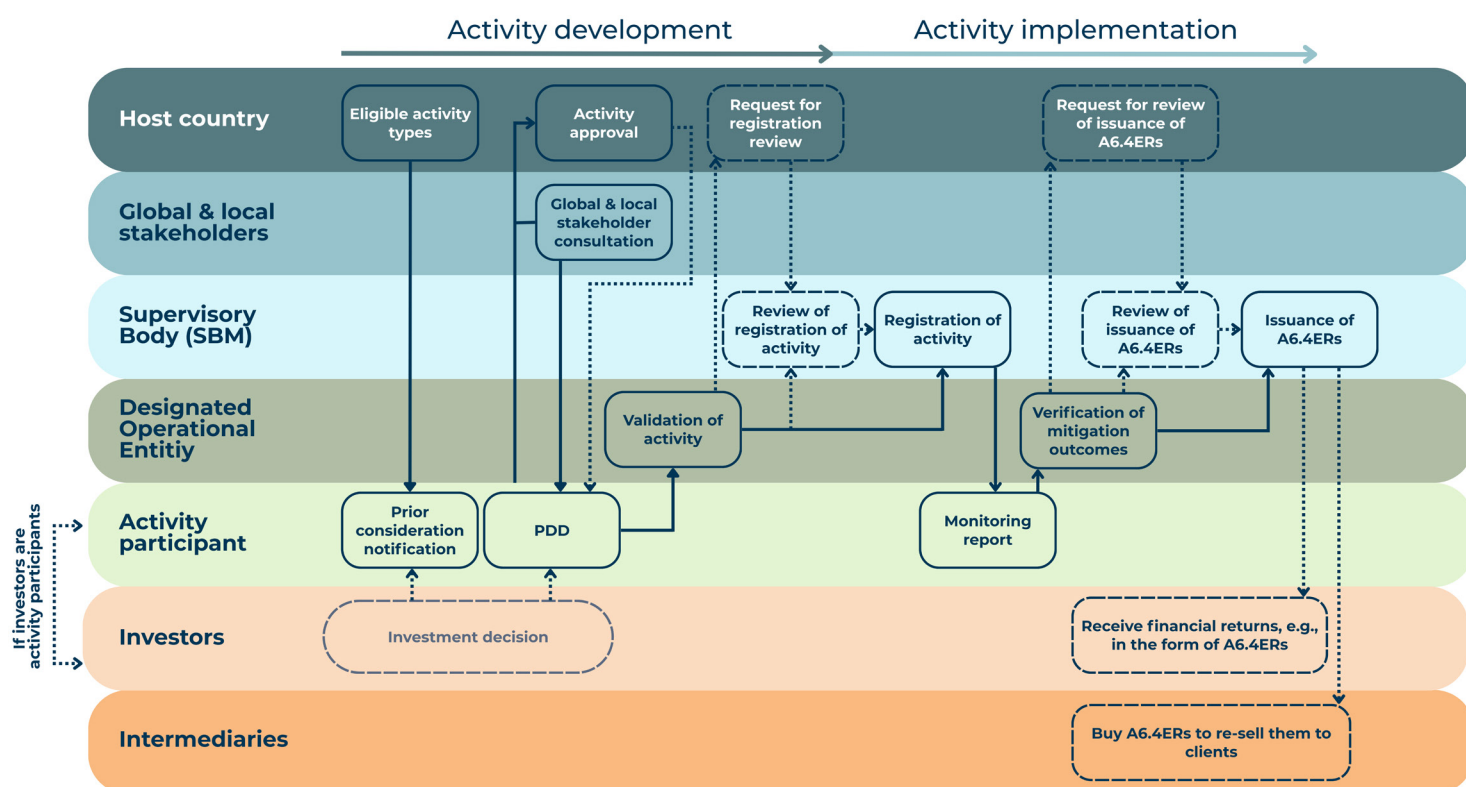 Activity development
Activity implementation
Host country
Eligible activity
types
Activity
approval
Request for
registration
review
Request for review
of issuance of
A6.4ERs
Global & local
stakeholders
Global & local
stakeholder
consultation
Supervisory
Body (SBM)
Review of
registration of
activity
Registration of
activity
Review of
issuance of
A6.4ERs
Issuance of
A6.4ERs
Designated
Operational
Entitiy
Validation of
activity
Verification of
mitigation
outcomes
If investors are
activity participants
Activity
participant
Prior
consideration
notification
PDD
Monitoring
report
Investors
Investment decision
Receive financial returns, e.g.,
in the form of A6.4ERs
Intermediaries
Buy A6.4ERs to re-sell them to
clients